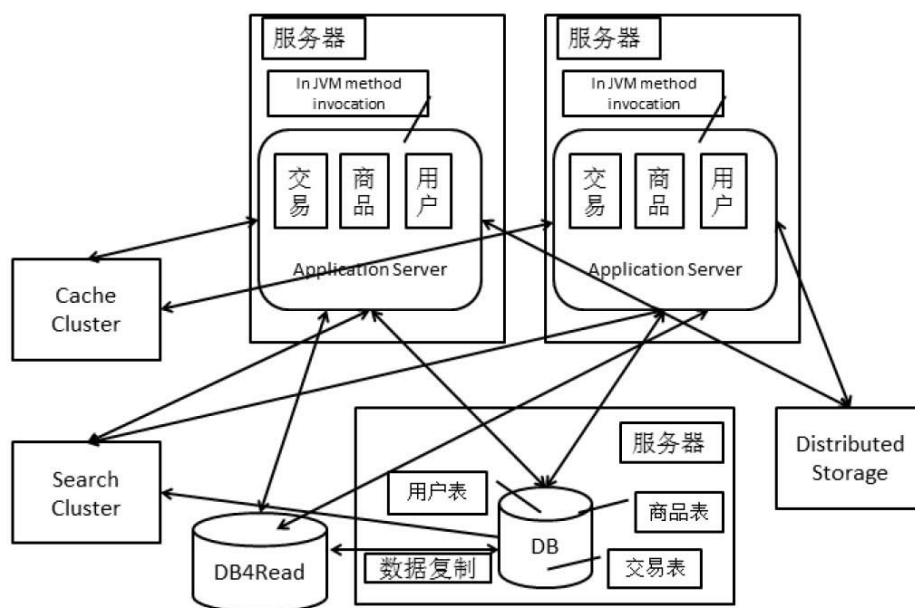 服务器
In JVM method
invocation
交易
商品
用户
Application Server
服务器
In JVM method
invocation
交易
商品
用户
Application Server
Cache
Cluster
Search
Cluster
DB4Read
数据复制
服务器
用户表
商品表
DB
交易表
Distributed
Storage